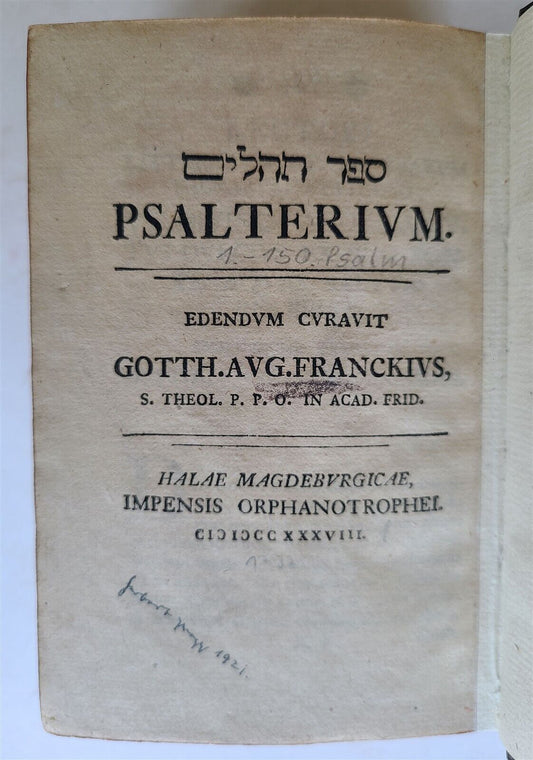 ספר תהלים
PSALTERIVM.
1.-150. Psalm
EDENDVM CVRAVIT
GOTTH.AVG.FRANCKIVS,
S. THEOL. P. P. O. IN ACAD. FRID.
HALAE MAGDEBVRGICAE,
IMPENSIS ORPHANOTROPHEI.
CIↃIↃCCXXXVIII.
1921.